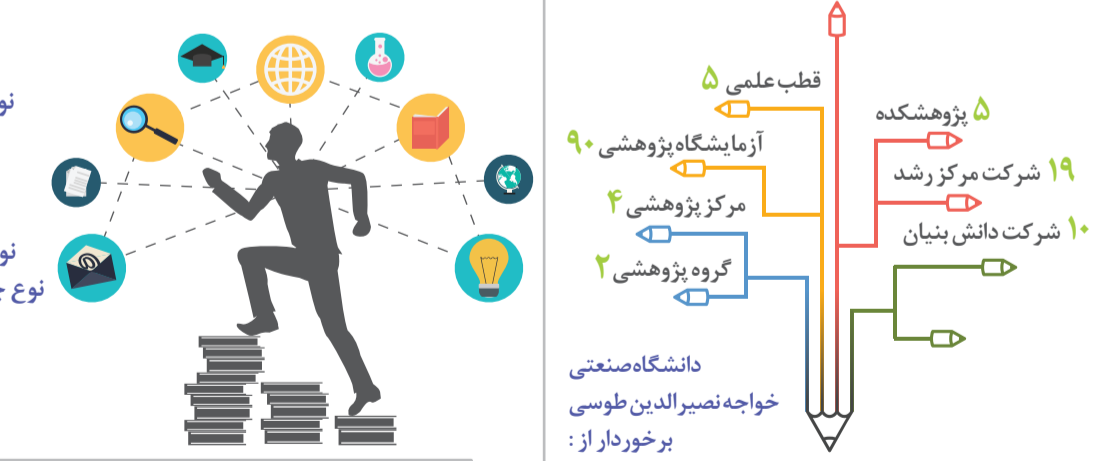 ۵ پژوهشکده
۱۹ شرکت مرکز رشد
۱۰ شرکت دانش بنیان
قطب علمی ۵
آزمایشگاه پژوهشی ۹۰
مرکز پژوهشی ۴
گروه پژوهشی ۲
دانشگاه صنعتی
خواجه نصیرالدین طوسی
برخوردار از :
@
نوع